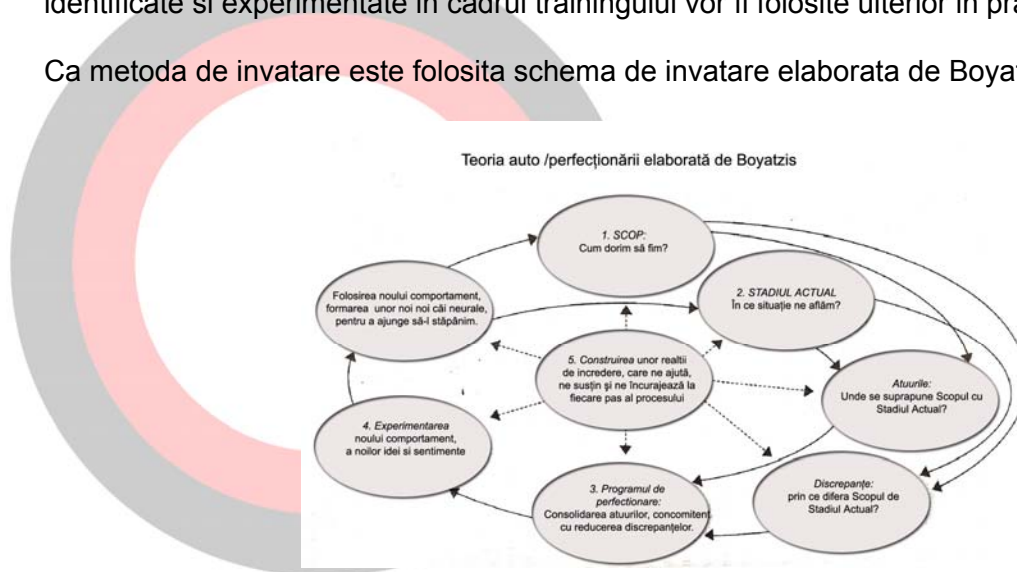 identificate si experimentate in cadrul trainingului vor fi folosite ulterior in
Ca metoda de invatare este folosita schema de invatare elaborata de
Teoria auto /perfecționării elaborată de Boyatzis
1. SCOP:
Cum dorim să fim?
2. STADIUL ACTUAL
În ce situație ne aflăm?
Atuurile:
Unde se suprapune Scopul cu
Stadiul Actual?
Discrepanțe:
prin ce difera Scopul de
Stadiul Actual?
3. Programul de
perfectionare:
Consolidarea atuurilor, concomitent
cu reducerea discrepanțelor.
4. Experimentarea
noului comportament,
a noilor idei si sentimente
Folosirea noului comportament,
formarea unor noi noi căi neurale,
pentru a ajunge să-l stăpânim.
5. Construirea unor realtii
de incredere, care ne ajută,
ne susțin şi ne încurajează la
fiecare pas al procesului